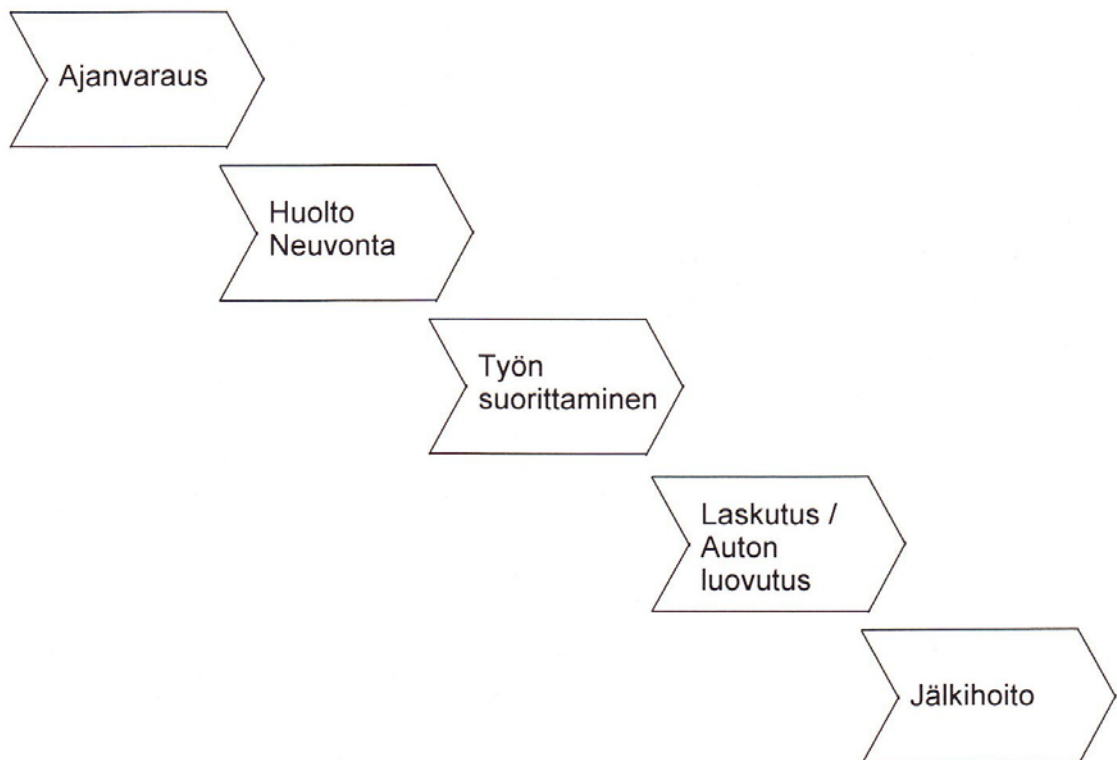 Ajanvaraus
Huolto
Neuvonta
Työn
suorittaminen
Laskutus /
Auton
luovutus
Jälkihoito